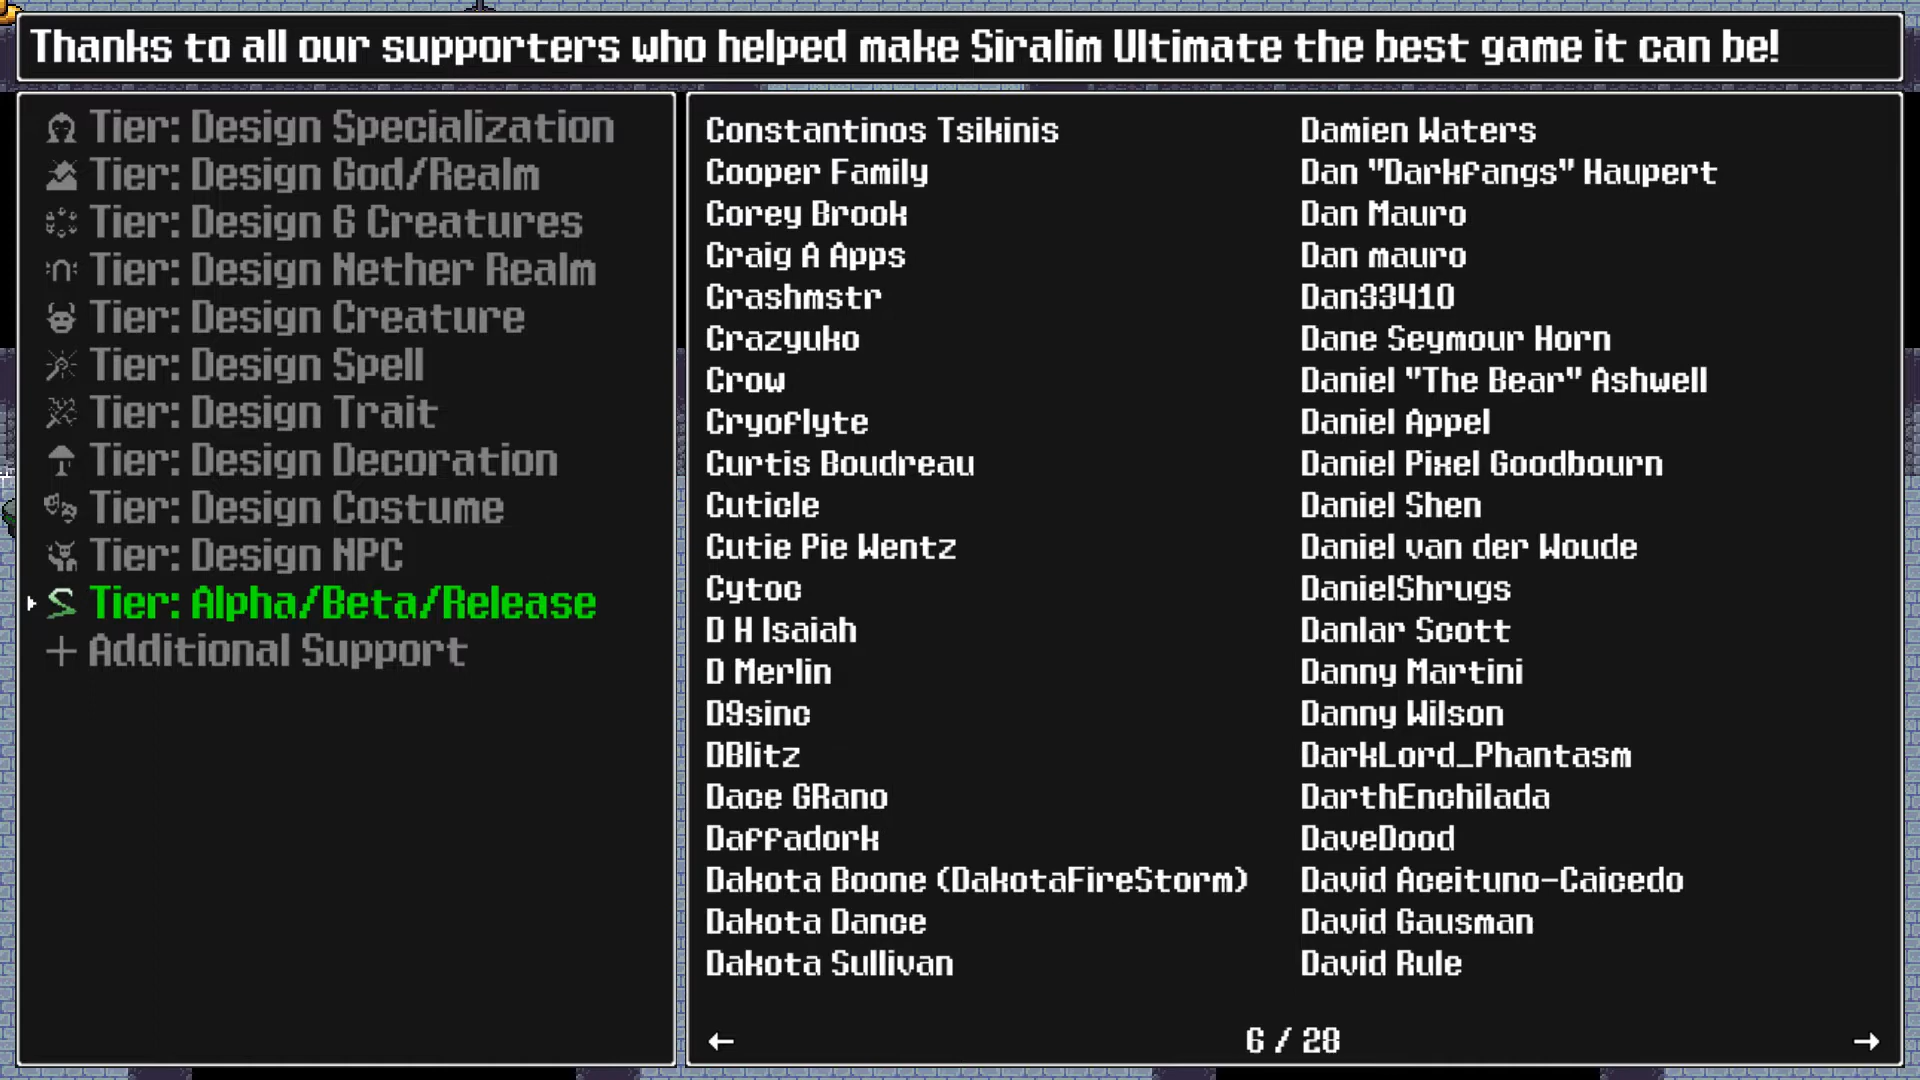 Thanks to all our supporters who helped make Siralim Ultimate the best game it can be!
Tier: Design Specialization
Tier: Design God/Realm
Tier: Design 6 Creatures
Tier: Design Nether Realm
Tier: Design Creature
Tier: Design Spell
Tier: Design Trait
Tier: Design Decoration
Tier: Design Costume
Tier: Design NPC
Tier: Alpha/Beta/Release
Additional Support
Constantinos Tsikinis
Cooper Family
Corey Brook
Craig A Apps
Crashmstr
Crazyuko
Crow
Cryoflyte
Curtis Boudreau
Cuticle
Cutie Pie Wentz
Cytoc
D H Isaiah
D Merlin
D9sinc
DBlitz
Dace GRano
Daffadork
Dakota Boone (DakotaFireStorm)
Dakota Dance
Dakota Sullivan
Damien Waters
Dan "Darkfangs" Haupert
Dan Mauro
Dan mauro
Dan33410
Dane Seymour Horn
Daniel "The Bear" Ashwell
Daniel Appel
Daniel Pixel Goodbourn
Daniel Shen
Daniel van der Woude
DanielShrugs
Danlar Scott
Danny Martini
Danny Wilson
DarkLord_Phantasm
DarthEnchilada
DaveDood
David Aceituno-Caicedo
David Gausman
David Rule
6 / 28